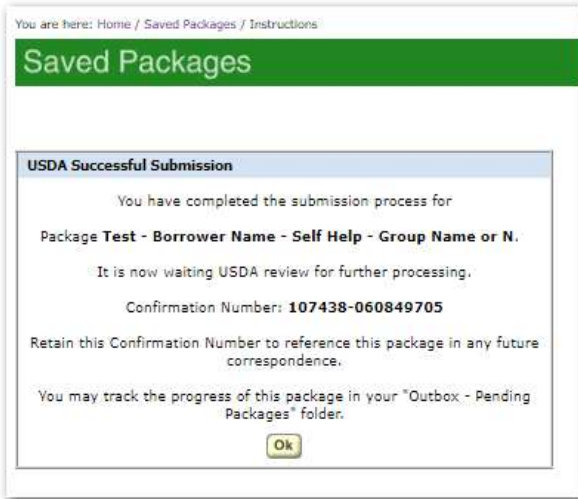 You are here: Home / Saved Packages / Instructions
Saved Packages
USDA Successful Submission
You have completed the submission process for
Package Test - Borrower Name - Self Help - Group Name or N.
It is now waiting USDA review for further processing.
Confirmation Number: 107438-060849705
Retain this Confirmation Number to reference this package in any future
correspondence.
You may track the progress of this package in your "Outbox - Pending
Packages" folder.
Ok